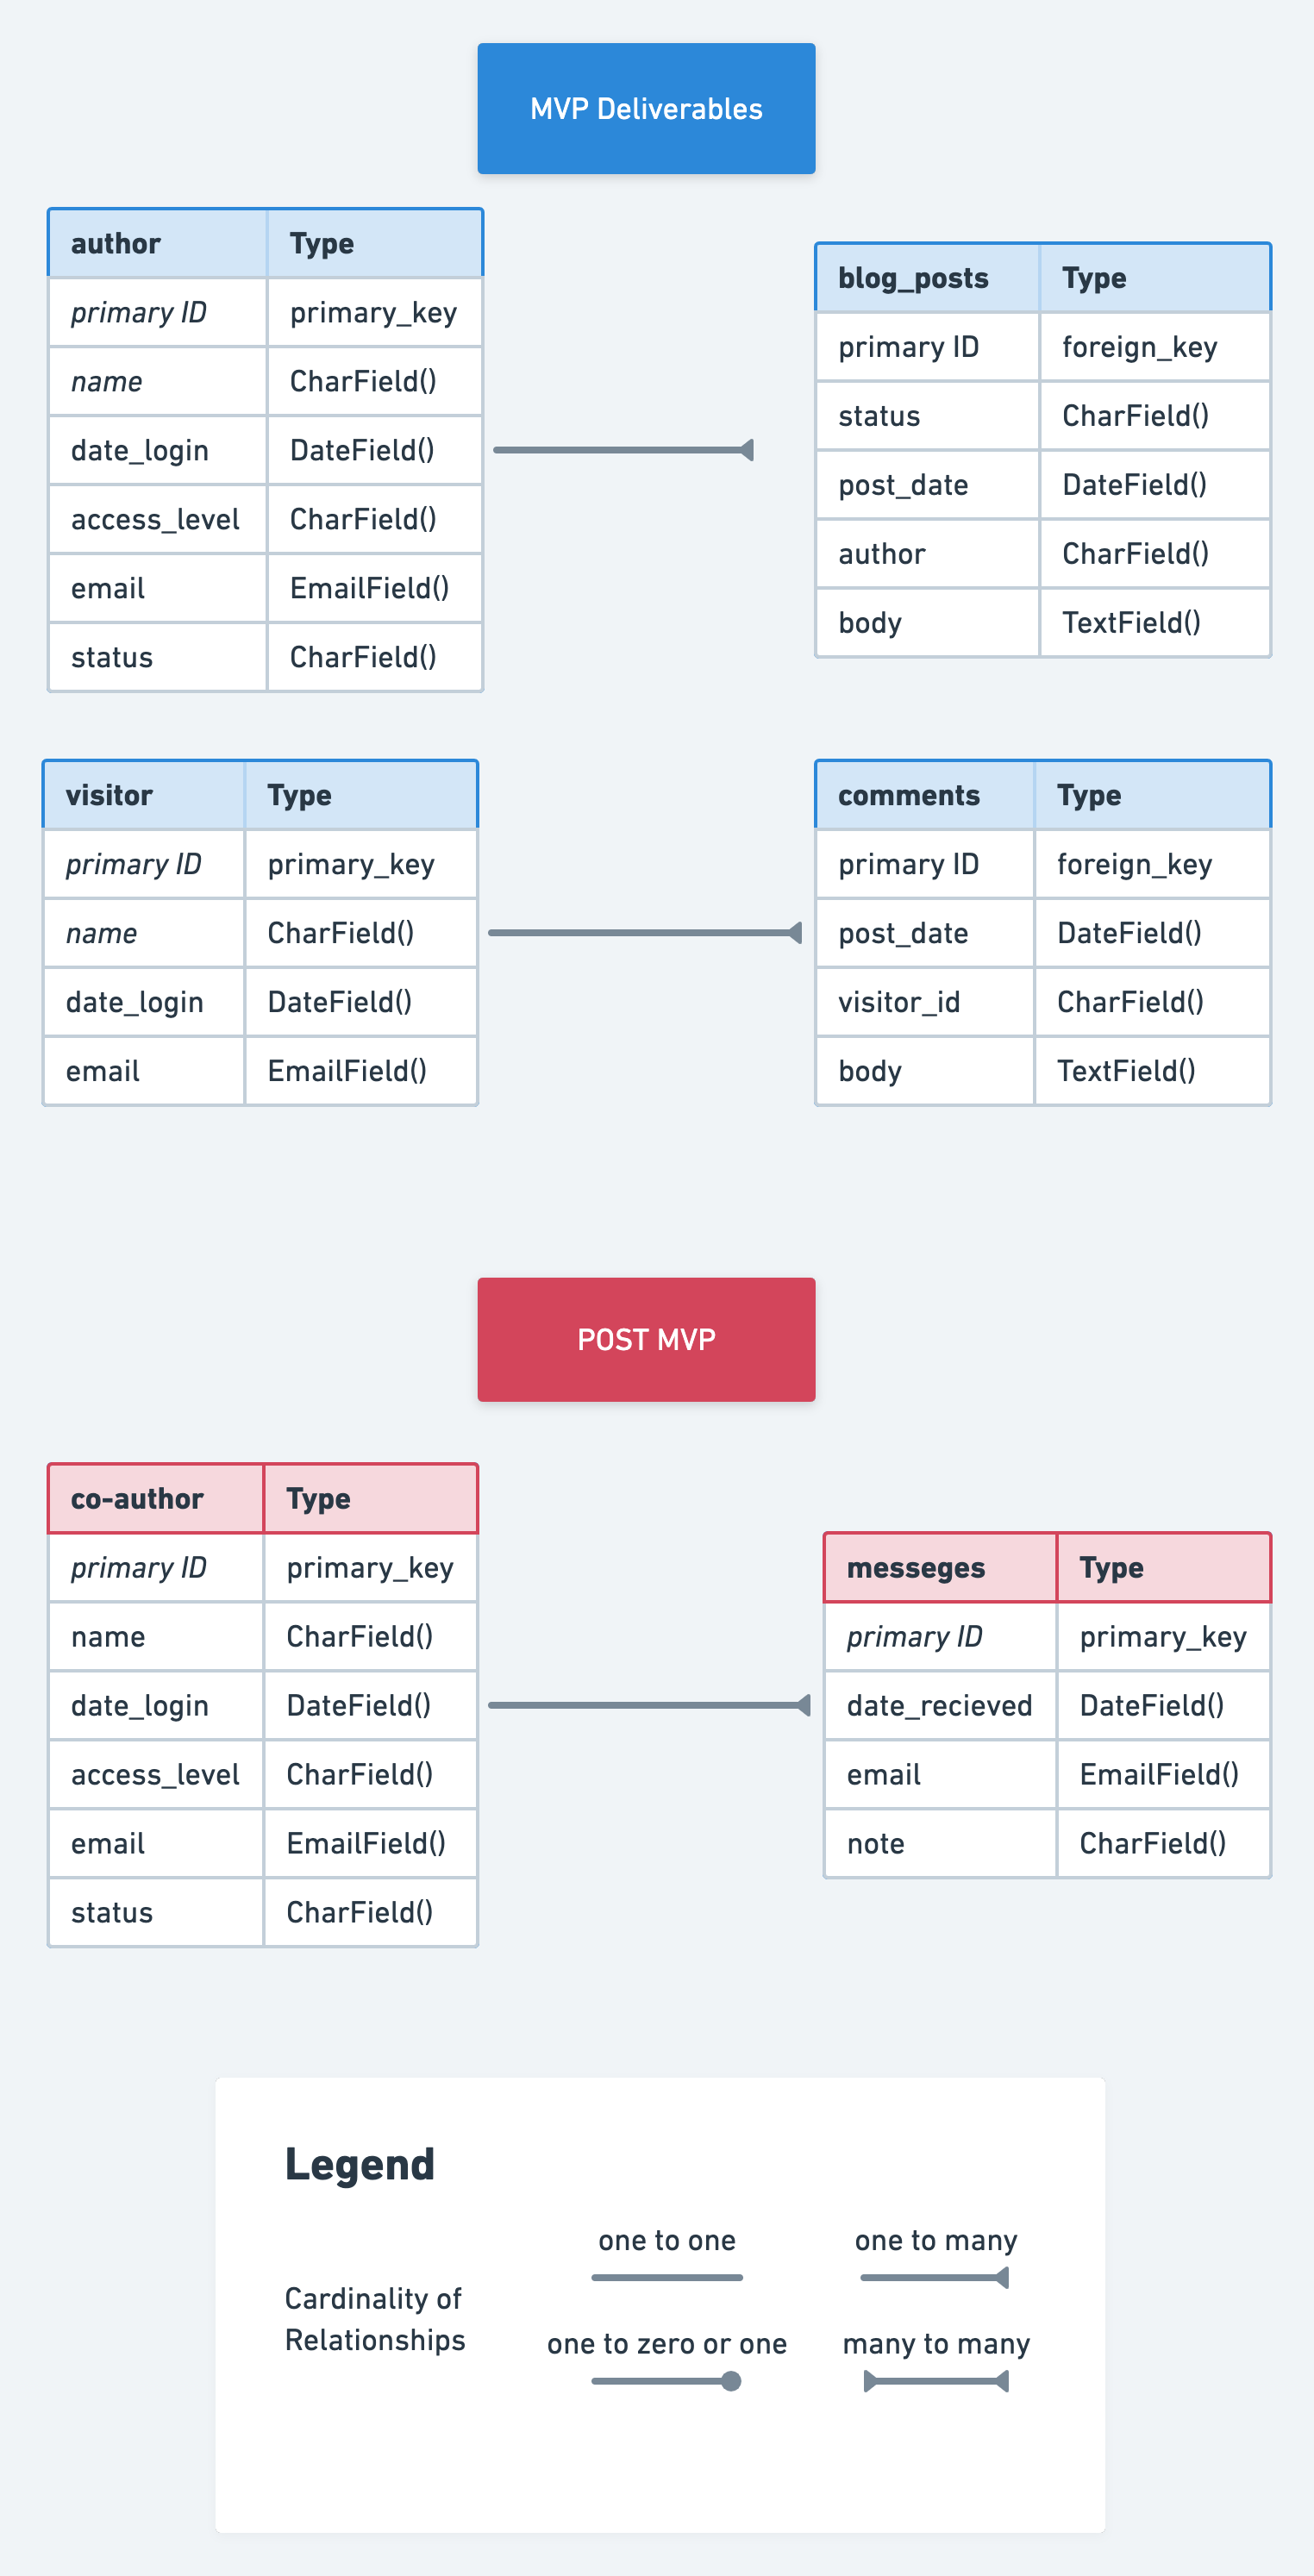 MVP Deliverables
author Type
primary ID primary_key
name CharField()
date_login DateField()
access_level CharField()
email EmailField()
status CharField()
blog_posts Type
primary ID foreign_key
status CharField()
post_date DateField()
author CharField()
body TextField()
visitor Type
primary ID primary_key
name CharField()
date_login DateField()
email EmailField()
comments Type
primary ID foreign_key
post_date DateField()
visitor_id CharField()
body TextField()
POST MVP
co-author Type
primary ID primary_key
name CharField()
date_login DateField()
access_level CharField()
email EmailField()
status CharField()
messeges Type
primary ID primary_key
date_recieved DateField()
email EmailField()
note CharField()
Legend
Cardinality of
Relationships
one to one
one to many
one to zero or one
many to many